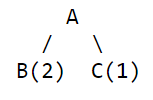 A
/ \
B(2) C(1)